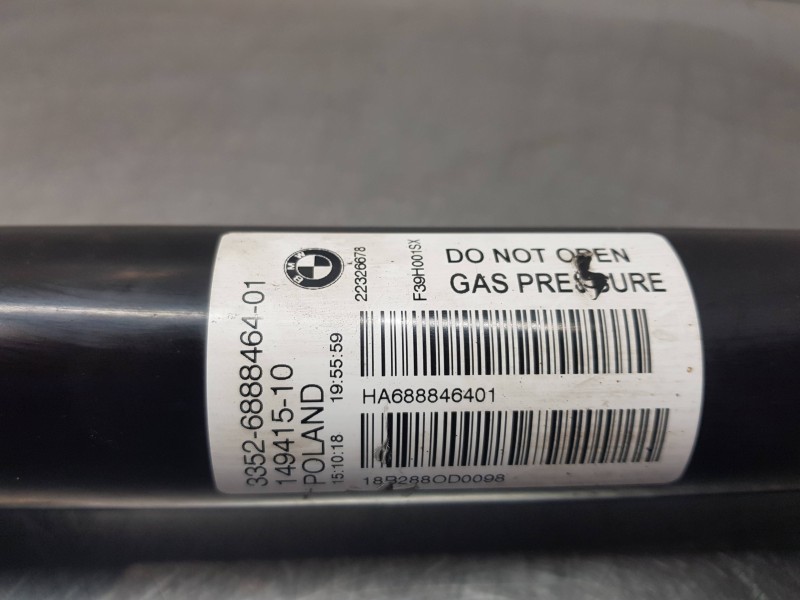 3352-6888464-01
149415-10
-POLAND
15:10:18 19:55:59
BMW
22326678
F39H001SX
DO NOT OPEN
GAS PRESSURE
HA688846401
18B288OD0098